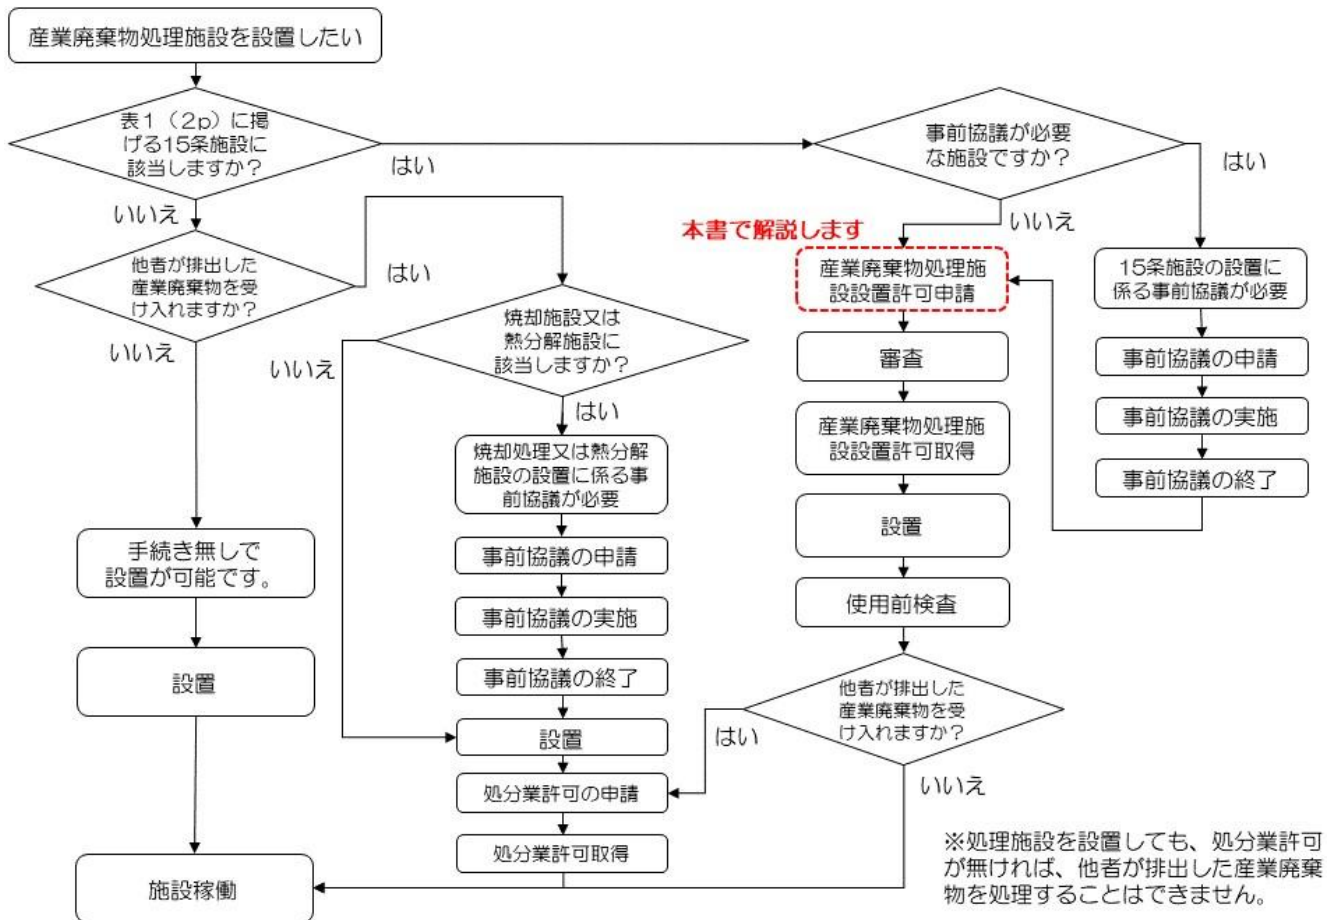 産業廃棄物処理施設を設置したい
表１（２p）に掲
げる15条施設に
該当しますか？
はい
いいえ
事前協議が必要
な施設ですか？
はい
いいえ
他者が排出した
産業廃棄物を受
け入れますか？
はい
いいえ
焼却施設又は
熱分解施設に
該当しますか？
いいえ
はい
本書で解説します
産業廃棄物処理施
設設置許可申請
審査
産業廃棄物処理施
設設置許可取得
設置
使用前検査
15条施設の設置に
係る事前協議が必要
事前協議の申請
事前協議の実施
事前協議の終了
焼却処理又は熱分解
施設の設置に係る事
前協議が必要
事前協議の申請
事前協議の実施
事前協議の終了
設置
処分業許可の申請
処分業許可取得
手続き無しで
設置が可能です。
設置
施設稼働
他者が排出した
産業廃棄物を受
け入れますか？
はい
いいえ
※処理施設を設置しても、処分業許可
が無ければ、他者が排出した産業廃棄
物を処理することはできません。